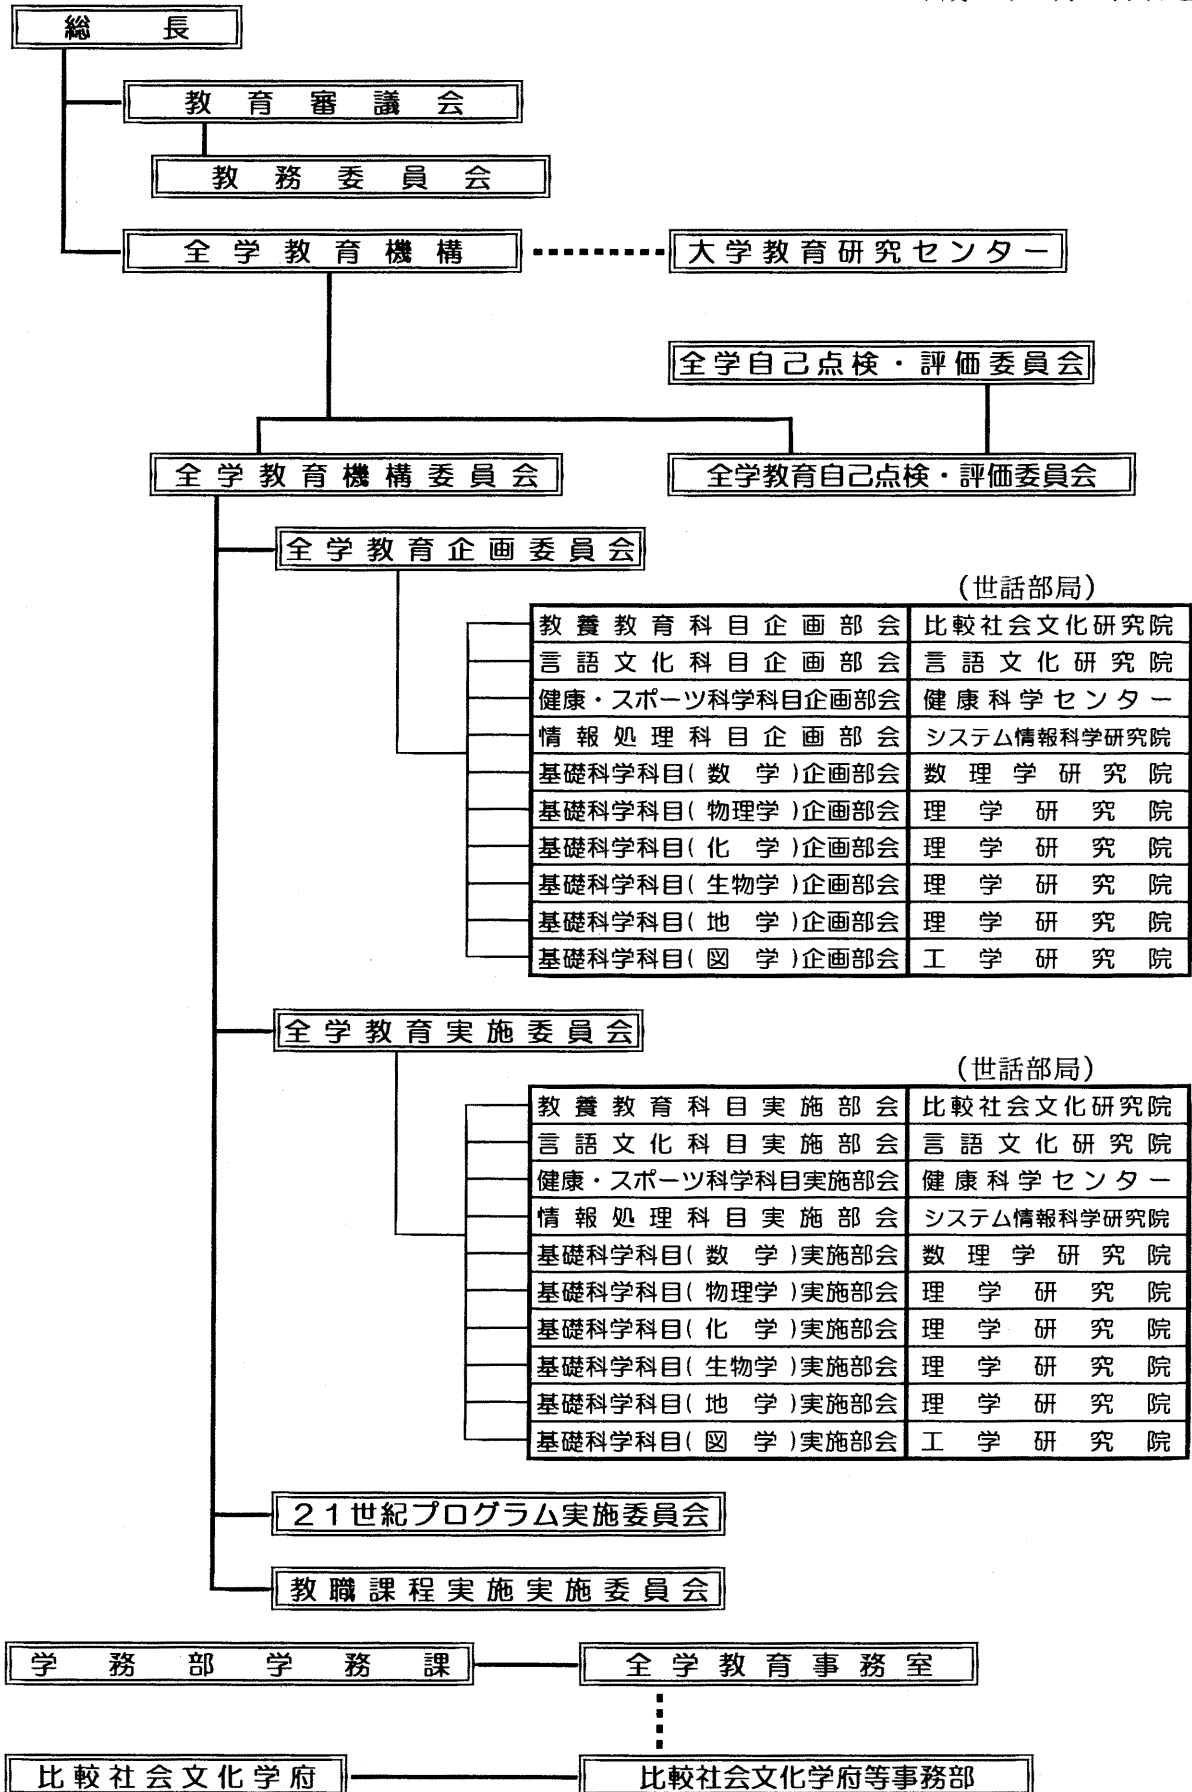 総長
教育審議会
教務委員会
全学教育機構
大学教育研究センター
全学自己点検・評価委員会
全学教育機構委員会
全学教育自己点検・評価委員会
全学教育企画委員会
(世話部局)
教養教育科目企画部会 比較社会文化研究院
言語文化科目企画部会 言語文化研究院
健康・スポーツ科学科目企画部会 健康科学センター
情報処理科目企画部会 システム情報科学研究院
基礎科学科目(数学)企画部会 数理学研究院
基礎科学科目(物理学)企画部会 理学研究院
基礎科学科目(化学)企画部会 理学研究院
基礎科学科目(生物学)企画部会 理学研究院
基礎科学科目(地学)企画部会 理学研究院
基礎科学科目(図学)企画部会 工学研究院
全学教育実施委員会
(世話部局)
教養教育科目実施部会 比較社会文化研究院
言語文化科目実施部会 言語文化研究院
健康・スポーツ科学科目実施部会 健康科学センター
情報処理科目実施部会 システム情報科学研究院
基礎科学科目(数学)実施部会 数理学研究院
基礎科学科目(物理学)実施部会 理学研究院
基礎科学科目(化学)実施部会 理学研究院
基礎科学科目(生物学)実施部会 理学研究院
基礎科学科目(地学)実施部会 理学研究院
基礎科学科目(図学)実施部会 工学研究院
21世紀プログラム実施委員会
教職課程実施実施委員会
学務部学務課
全学教育事務室
比較社会文化学府
比較社会文化学府等事務部